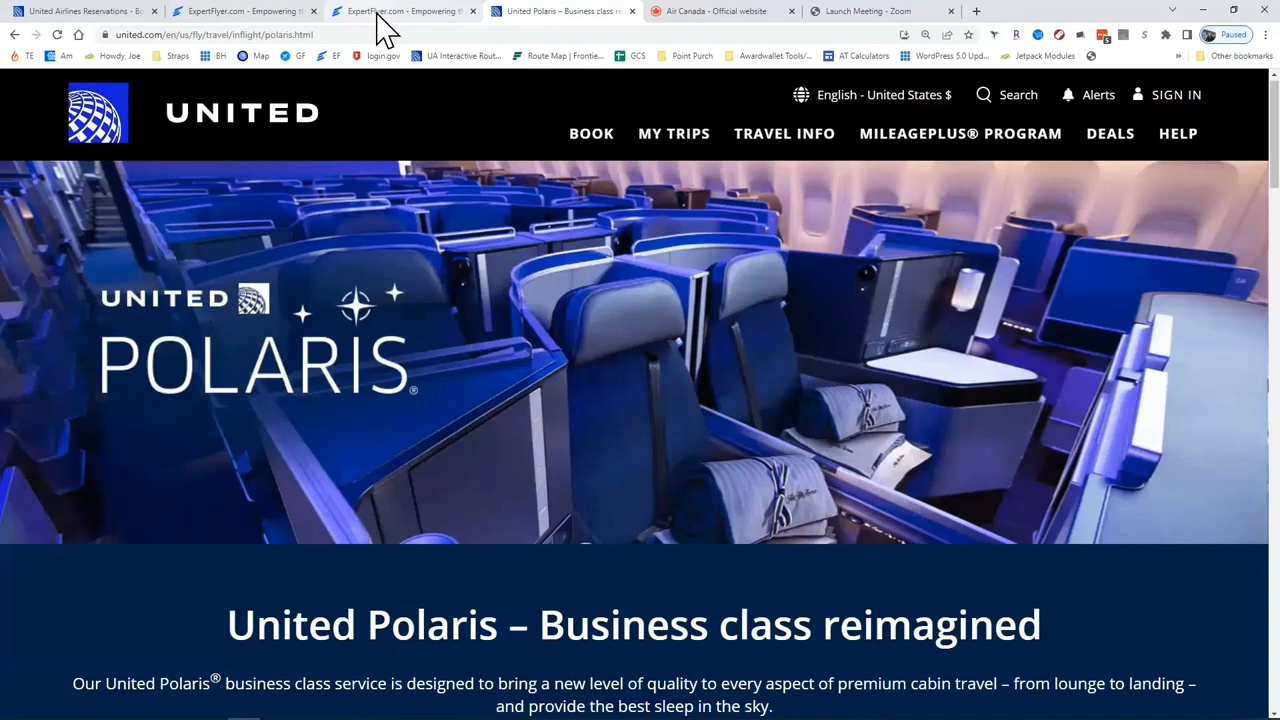 United Airlines Reservations - Bo
ExpertFlyer.com - Empowering th
ExpertFlyer.com - Empowering th
United Polaris – Business class re
Air Canada - Official website
Launch Meeting - Zoom
united.com/en/us/fly/travel/inflight/polaris.html
Paused
TE
Am
Howdy, Joe
Straps
BH
Map
GF
EF
login.gov
UA Interactive Rout...
Route Map | Frontie...
GCS
Point Purch
Awardwallet Tools/...
AT Calculators
WordPress 5.0 Upd...
Jetpack Modules
Other bookmarks
UNITED
English - United States $
Search
Alerts
SIGN IN
BOOK
MY TRIPS
TRAVEL INFO
MILEAGEPLUS® PROGRAM
DEALS
HELP
UNITED
POLARIS®
United Polaris – Business class reimagined
Our United Polaris® business class service is designed to bring a new level of quality to every aspect of premium cabin travel – from lounge to landing –
and provide the best sleep in the sky.